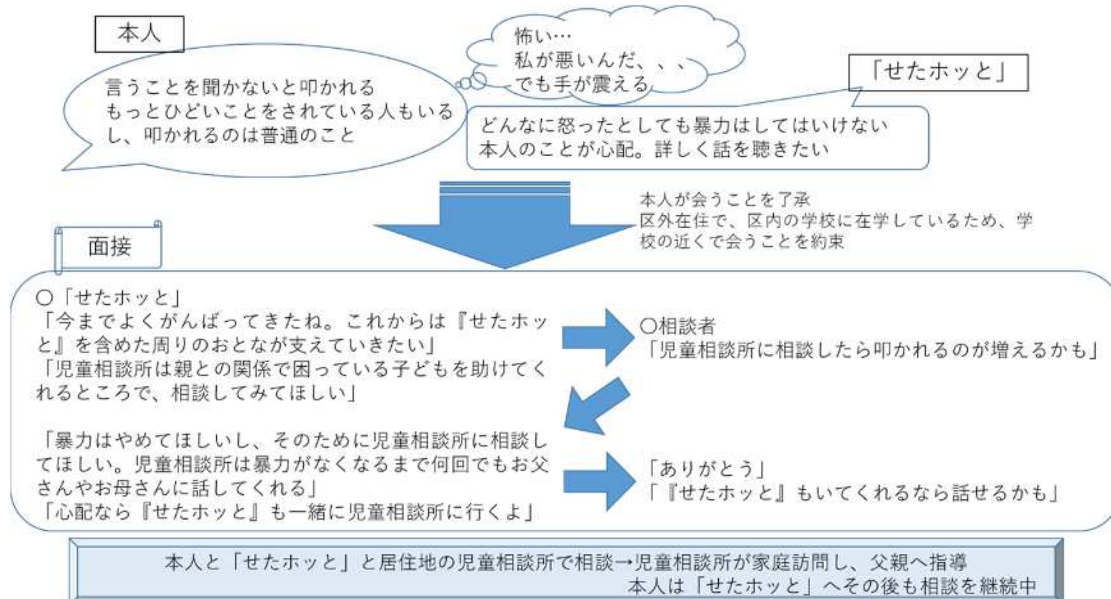 本人
怖い…
私が悪いんだ、、、
でも手が震える
「せたホッと」
言うことを聞かないと叩かれる
もっとひどいことをされている人もいる
し、叩かれるのは普通のこと
どんなに怒ったとしても暴力はしてはいけない
本人のことが心配。詳しく話を聴きたい
本人が会うことを了承
区外在住で、区内の学校に在学しているため、学
校の近くで会うことを約束
面接
〇「せたホッと」
「今までよくがんばってきたね。これからは『せたホッ
と』を含めた周りのおとなが支えていきたい」
「児童相談所は親との関係で困っている子どもを助けてく
れるところで、相談してみてほしい」
〇相談者
「児童相談所に相談したら叩かれるのが増えるかも」
「暴力はやめてほしいし、そのために児童相談所に相談し
てほしい。児童相談所は暴力がなくなるまで何回でもお父
さんやお母さんに話してくれる」
「心配なら『せたホッと』も一緒に児童相談所に行くよ」
「ありがとう」
「『せたホッと』もいてくれるなら話せるかも」
本人と「せたホッと」と居住地の児童相談所で相談→児童相談所が家庭訪問し、父親へ指導
本人は「せたホッと」へその後も相談を継続中